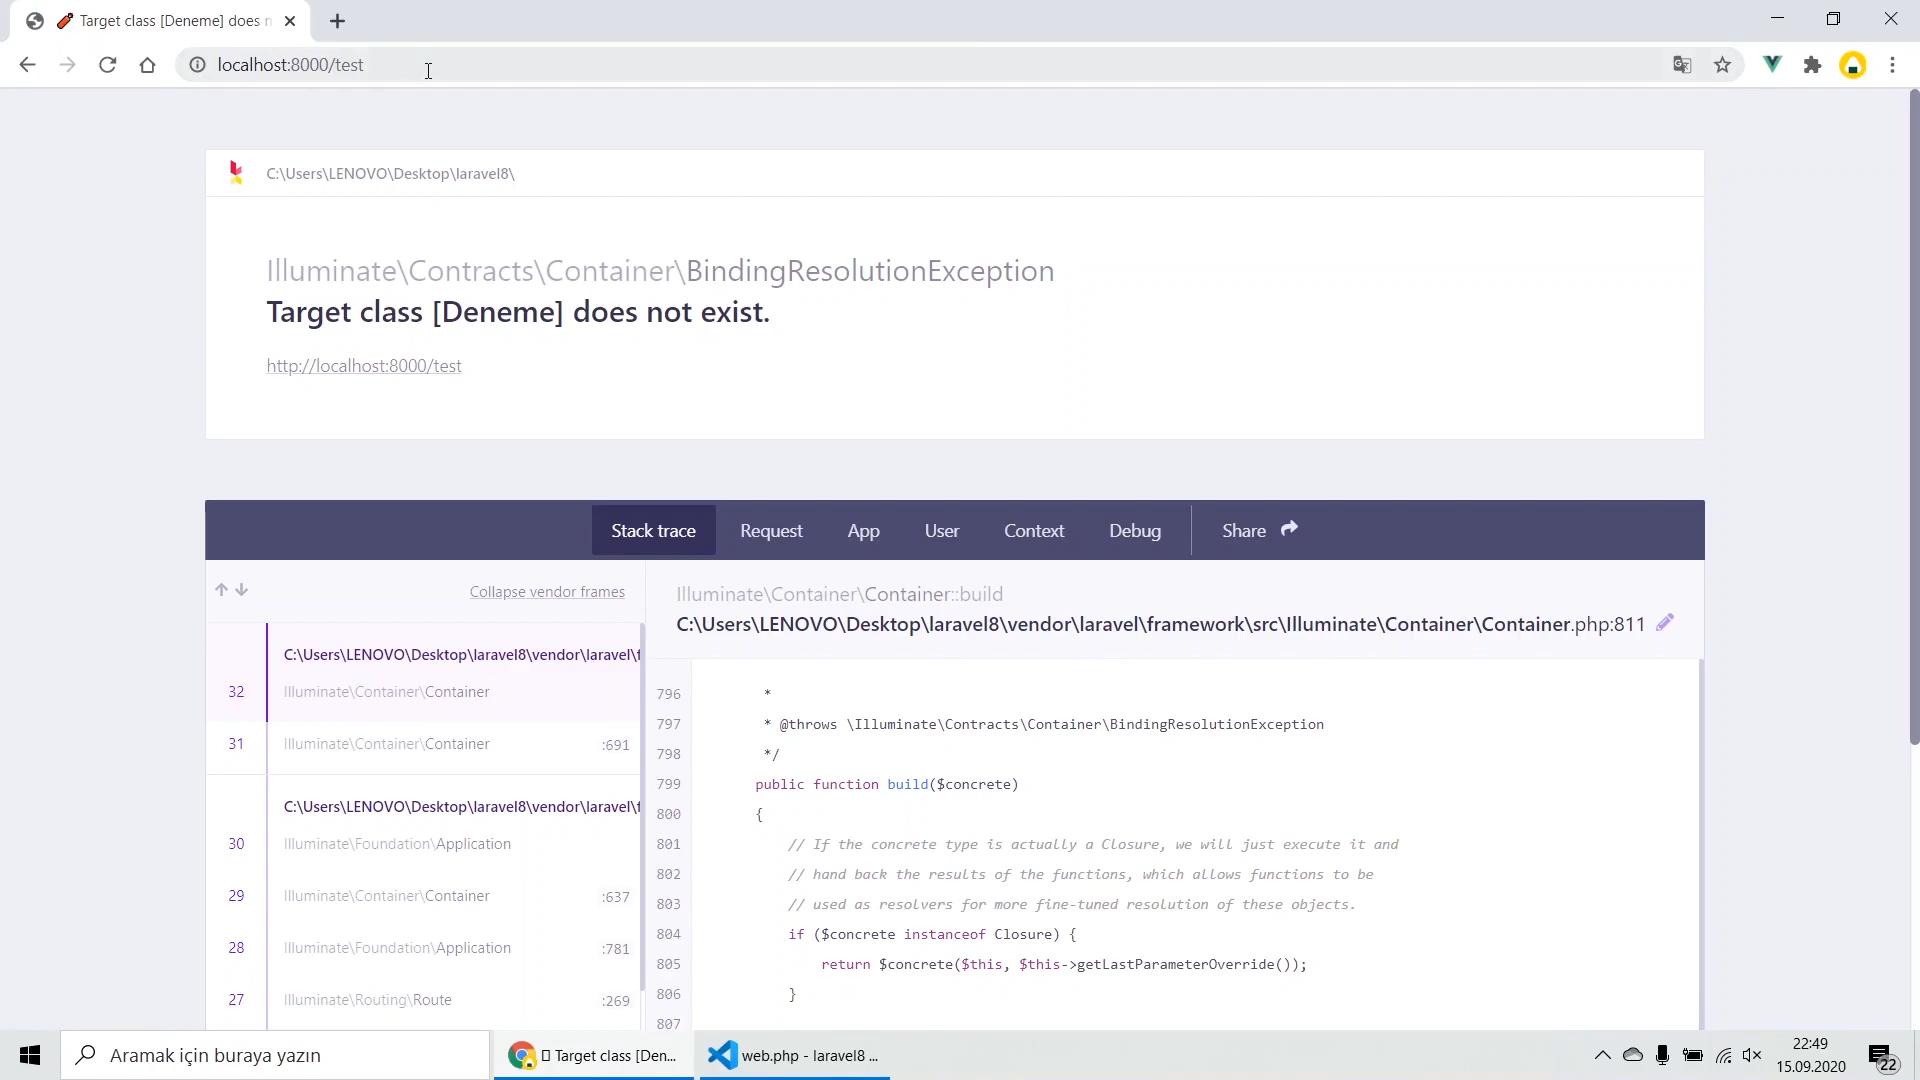 Target class [Deneme] does n
localhost:8000/test
C:\Users\LENOVO\Desktop\laravel8\
Illuminate\Contracts\Container\BindingResolutionException
Target class [Deneme] does not exist.
http://localhost:8000/test
Stack trace
Request
App
User
Context
Debug
Share
Collapse vendor frames
C:\Users\LENOVO\Desktop\laravel8\vendor\laravel\f
32 Illuminate\Container\Container
31 Illuminate\Container\Container :691
C:\Users\LENOVO\Desktop\laravel8\vendor\laravel\f
30 Illuminate\Foundation\Application
29 Illuminate\Container\Container :637
28 Illuminate\Foundation\Application :781
27 Illuminate\Routing\Route :269
Illuminate\Container\Container::build
C:\Users\LENOVO\Desktop\laravel8\vendor\laravel\framework\src\Illuminate\Container\Container.php:811
796 *
797 * @throws \Illuminate\Contracts\Container\BindingResolutionException
798 */
799 public function build($concrete)
800 {
801 // If the concrete type is actually a Closure, we will just execute it and
802 // hand back the results of the functions, which allows functions to be
803 // used as resolvers for more fine-tuned resolution of these objects.
804 if ($concrete instanceof Closure) {
805 return $concrete($this, $this->getLastParameterOverride());
806 }
807
Aramak için buraya yazın
Target class [Den...
web.php - laravel8 ...
22:49
15.09.2020
22